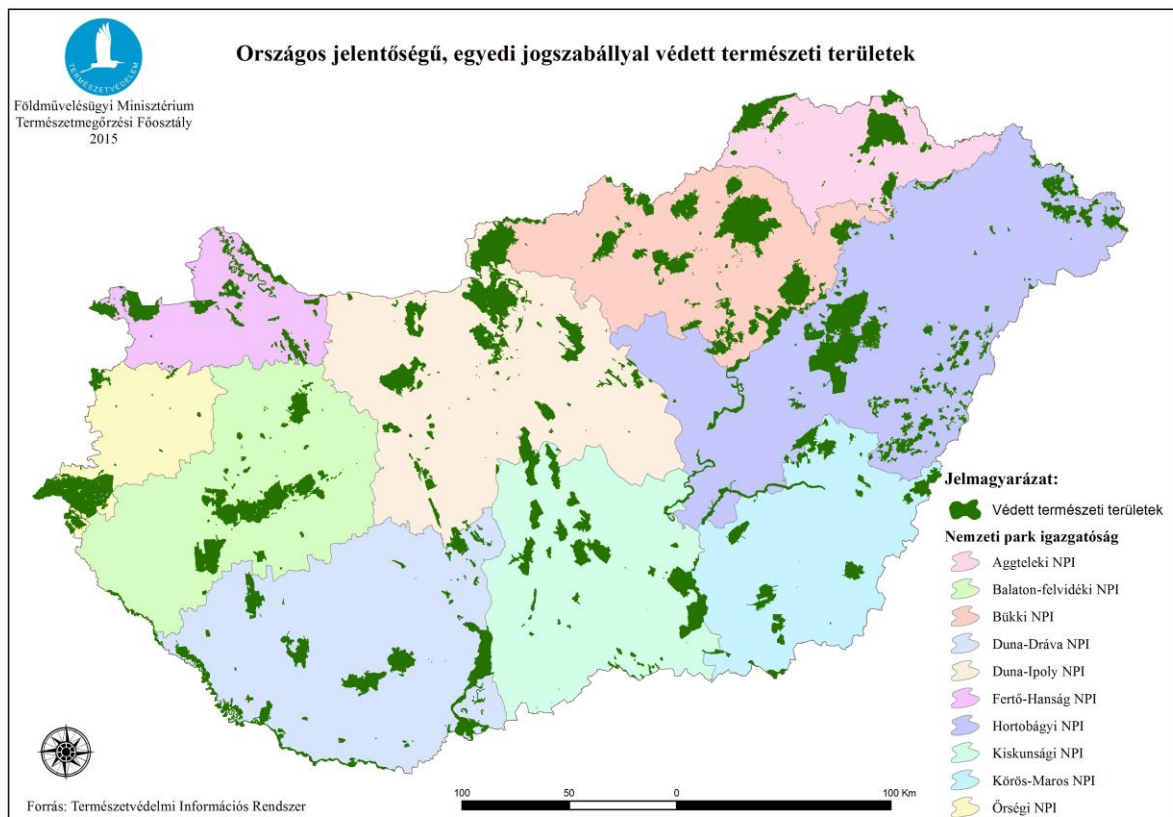 Országos jelentőségű, egyedi jogszabállyal védett természeti területek
TERMÉSZETVÉDELEM
Földművelésügyi Minisztérium
Természetmegőrzési Főosztály
2015
Jelmagyarázat:
Védett természeti területek
Nemzeti park igazgatóság
Aggteleki NPI
Balaton-felvidéki NPI
Bükki NPI
Duna-Dráva NPI
Duna-Ipoly NPI
Fertő-Hanság NPI
Hortobágyi NPI
Kiskunsági NPI
Körös-Maros NPI
Őrségi NPI
Forrás: Természetvédelmi Információs Rendszer
100 50 0 100 Km